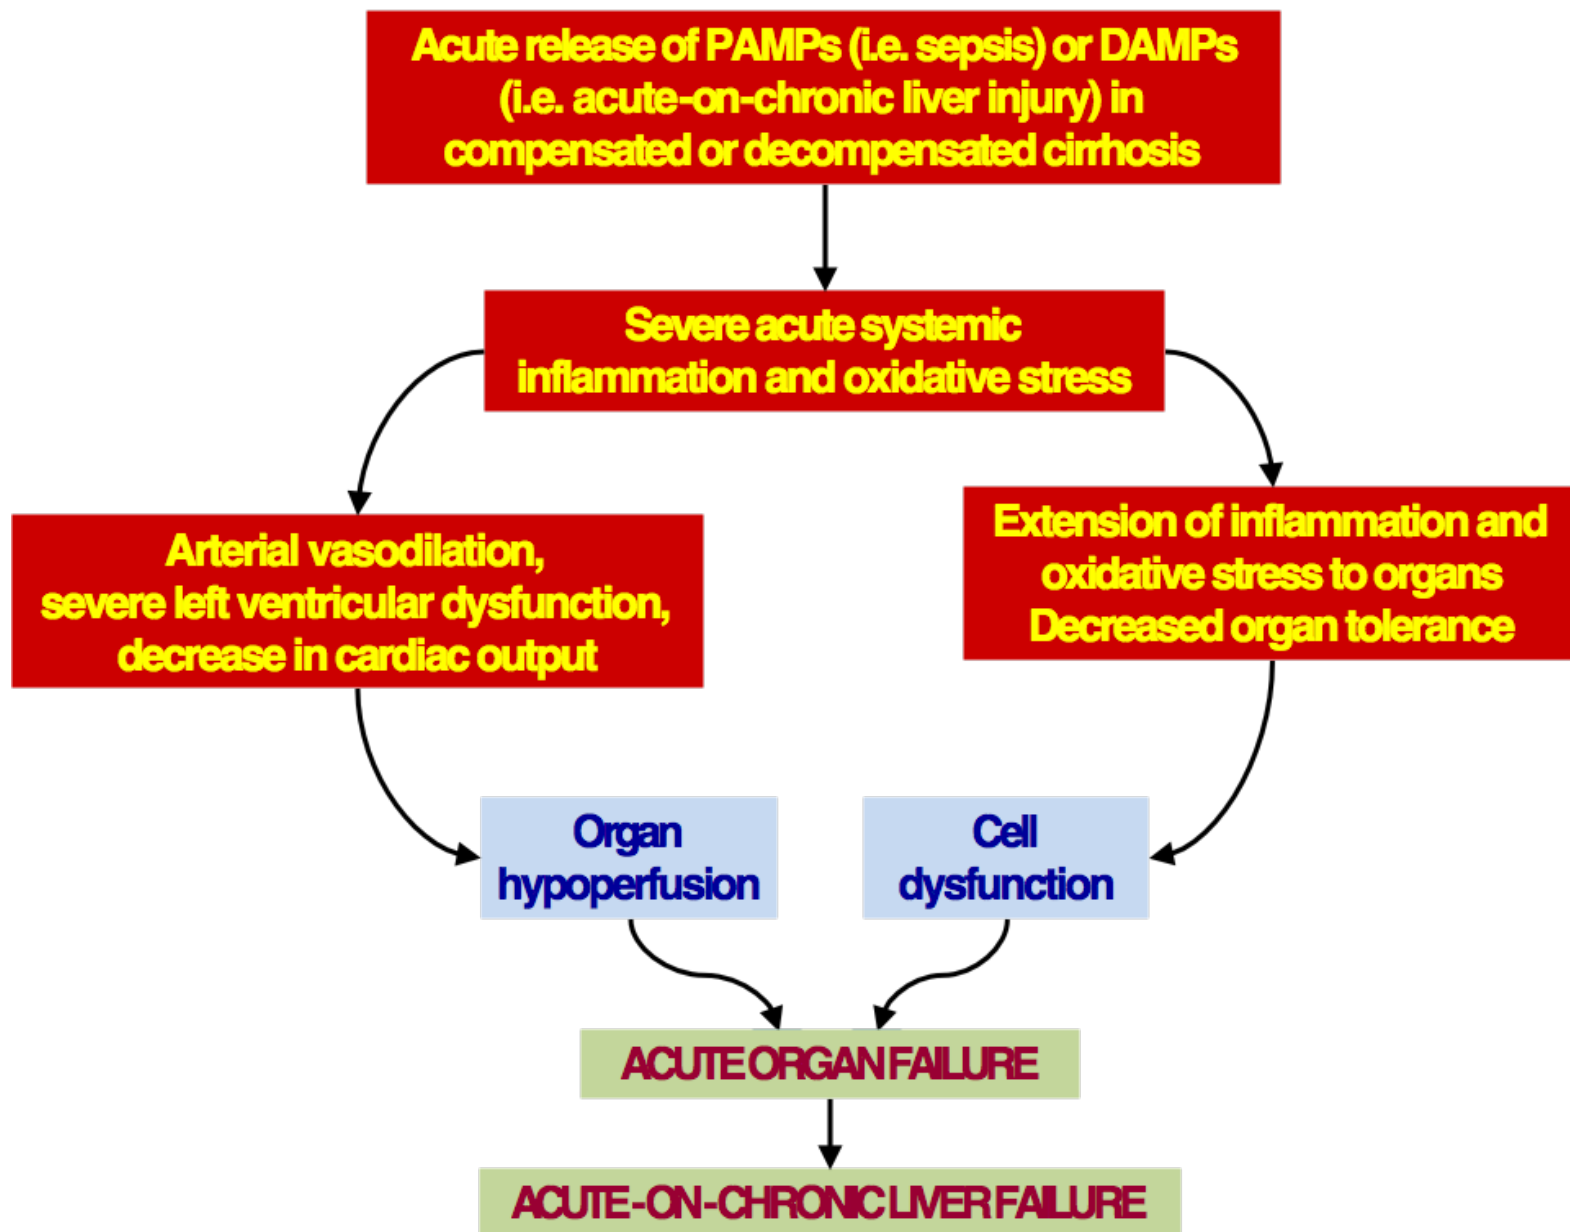 Acute release of PAMPs (i.e. sepsis) or DAMPs
(i.e. acute-on-chronic liver injury) in
compensated or decompensated cirrhosis
Severe acute systemic
inflammation and oxidative stress
Arterial vasodilation,
severe left ventricular dysfunction,
decrease in cardiac output
Extension of inflammation and
oxidative stress to organs
Decreased organ tolerance
Organ
hypoperfusion
Cell
dysfunction
ACUTE ORGAN FAILURE
ACUTE-ON-CHRONIC LIVER FAILURE